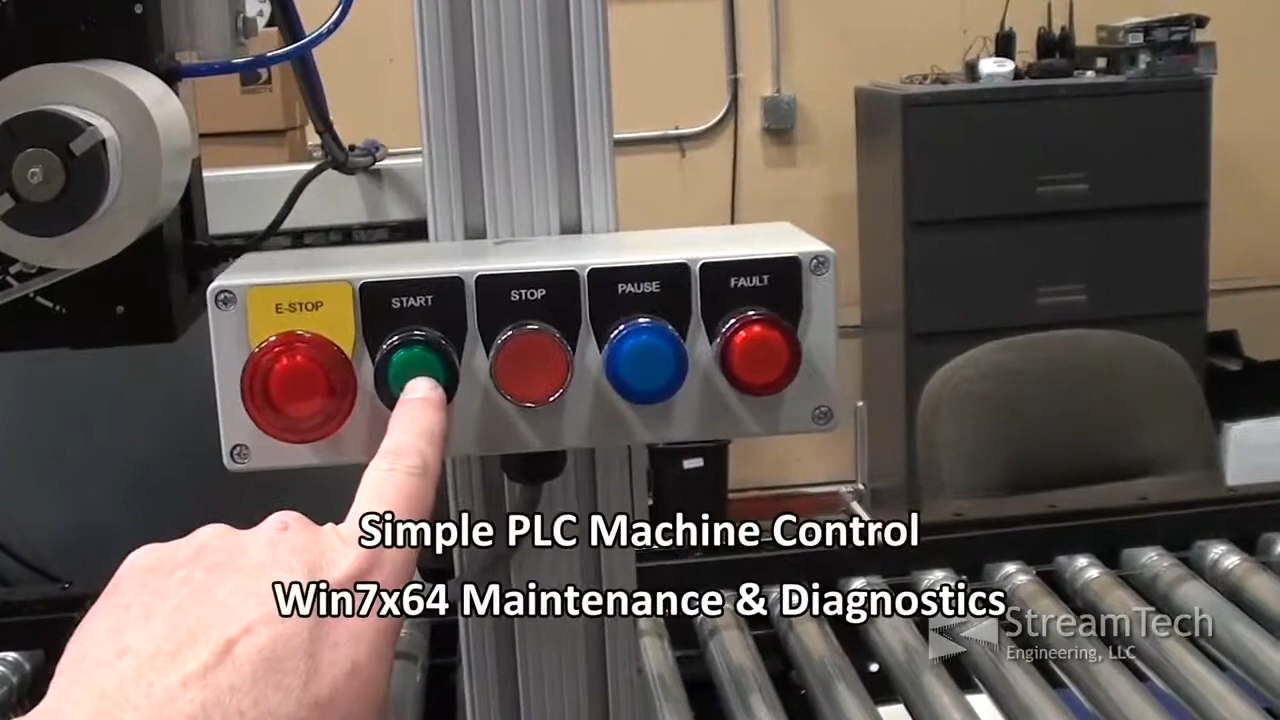 E-STOP
START
STOP
PAUSE
FAULT
Simple PLC Machine Control
Win7x64 Maintenance & Diagnostics
StreamTech
Engineering, LLC